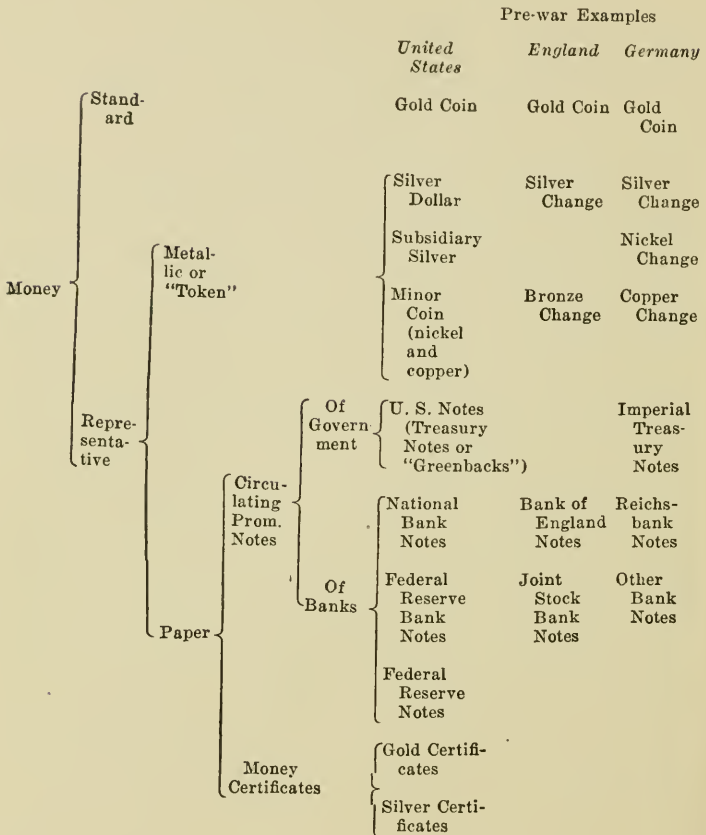 Pre-war Examples
United England Germany
States
Stand- Gold Coin Gold Coin Gold
ard Coin
Silver Silver Silver
Dollar Change Change
Subsidiary Nickel
Silver Change
Metal-
lic or
"Token"
Money
Minor Bronze Copper
Coin Change Change
(nickel
and
copper)
Of U. S. Notes Imperial
Govern (Treasury Treas-
ment Notes or ury
"Greenbacks") Notes
Repre-
senta-
tive
Circu-
lating
Prom.
Notes
National Bank of Reichs-
Bank England bank
Notes Notes Notes
Of Federal Joint Other
Banks Reserve Stock Bank
Bank Bank Notes
Notes Notes
Paper
Federal
Reserve
Notes
Money Gold Certifi-
Certificates cates
Silver Certi-
ficates